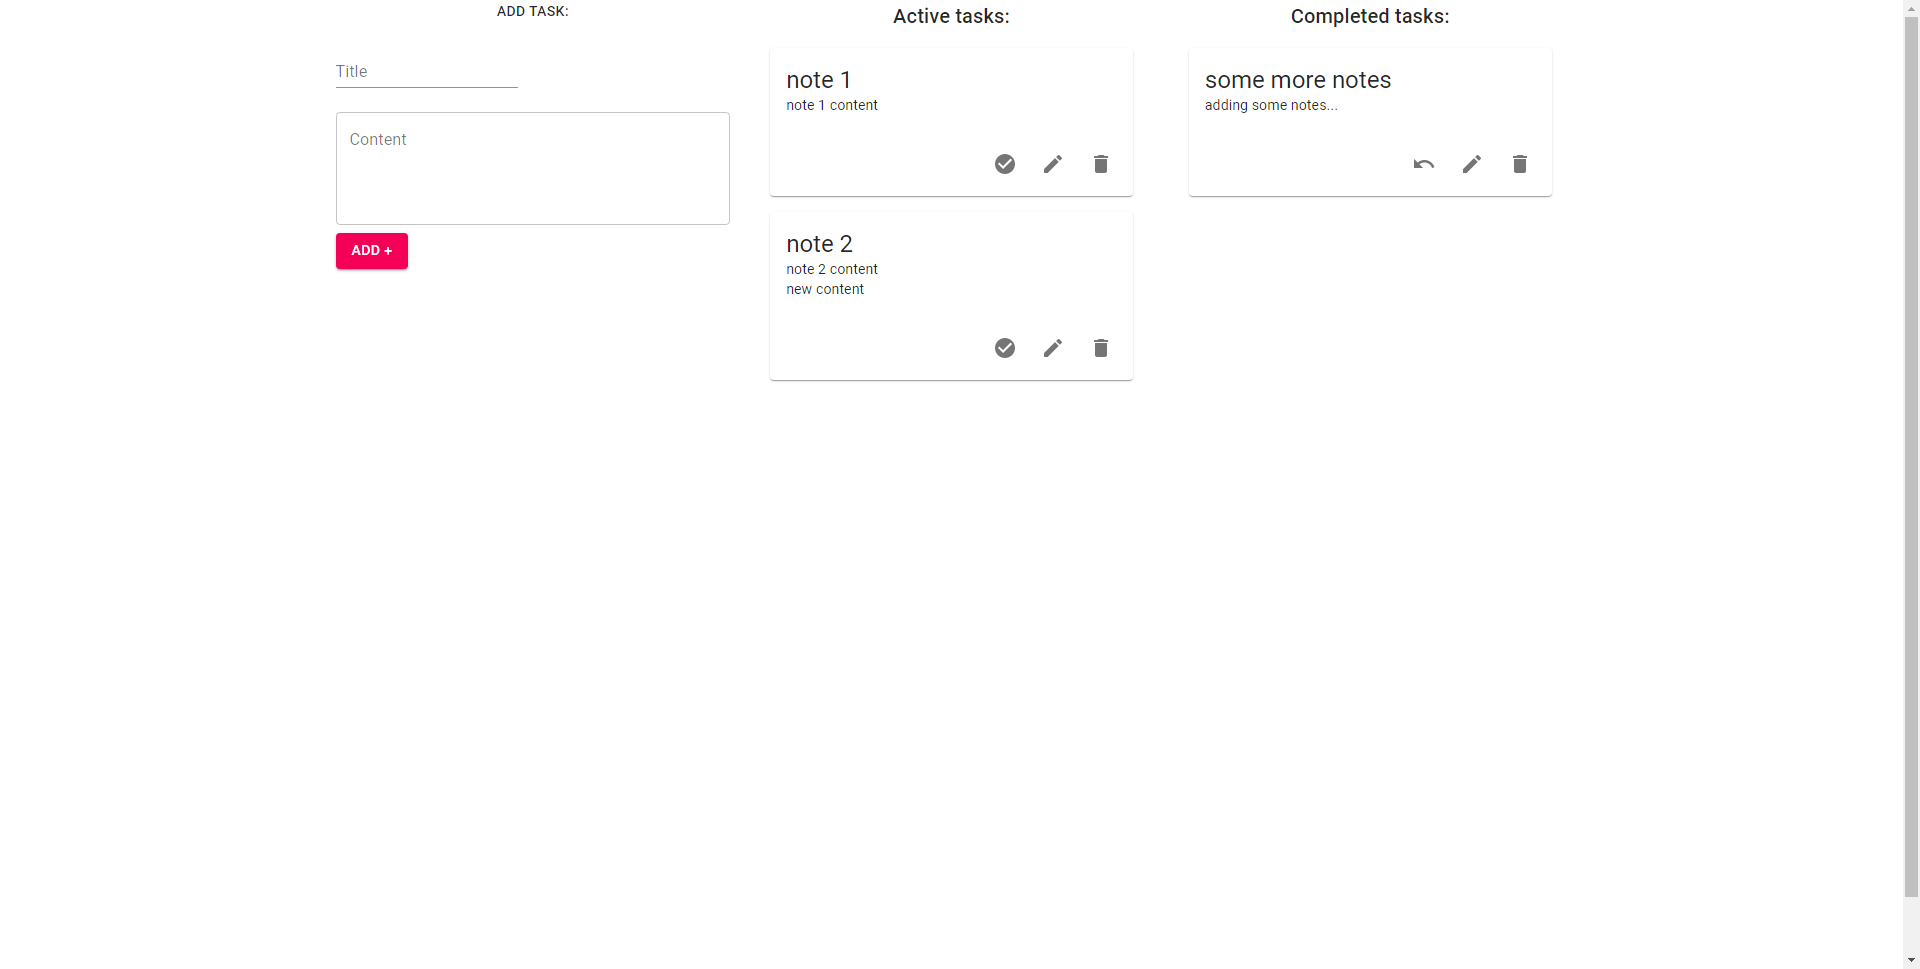 ADD TASK:
Title
Content
ADD +
Active tasks:
note 1
note 1 content
note 2
note 2 content
new content
Completed tasks:
some more notes
adding some notes...